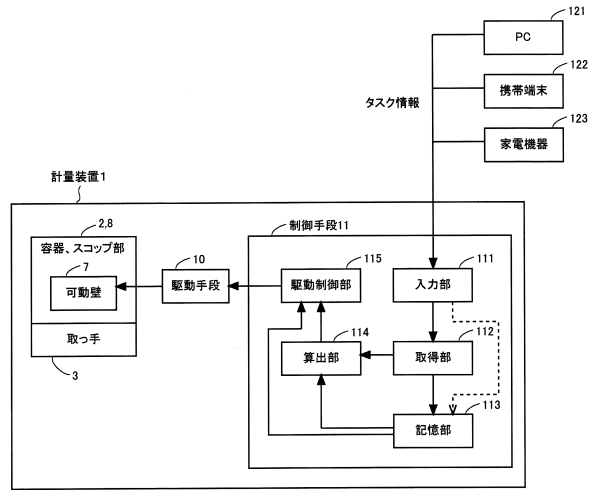 121
PC
122
携帯端末
タスク情報
123
家電機器
計量装置1
2,8
制御手段11
容器、スコップ部
7
可動壁
10
駆動手段
115
駆動制御部
111
入力部
114
算出部
112
取得部
取っ手
3
113
記憶部